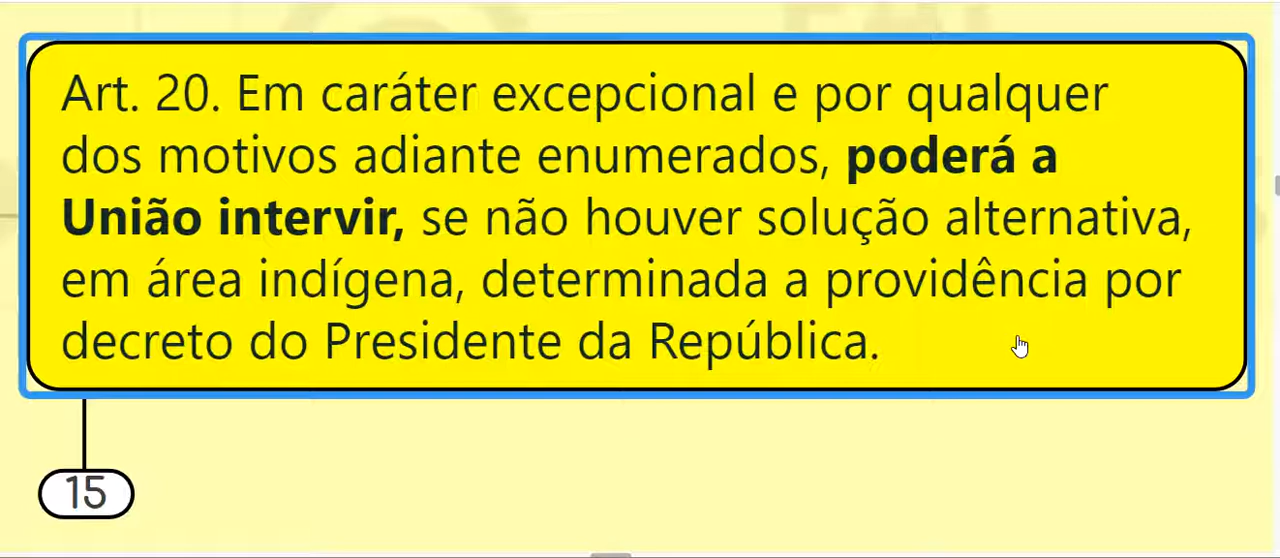 Art. 20. Em caráter excepcional e por qualquer
dos motivos adiante enumerados, poderá a
União intervir, se não houver solução alternativa,
em área indígena, determinada a providência por
decreto do Presidente da República.
15